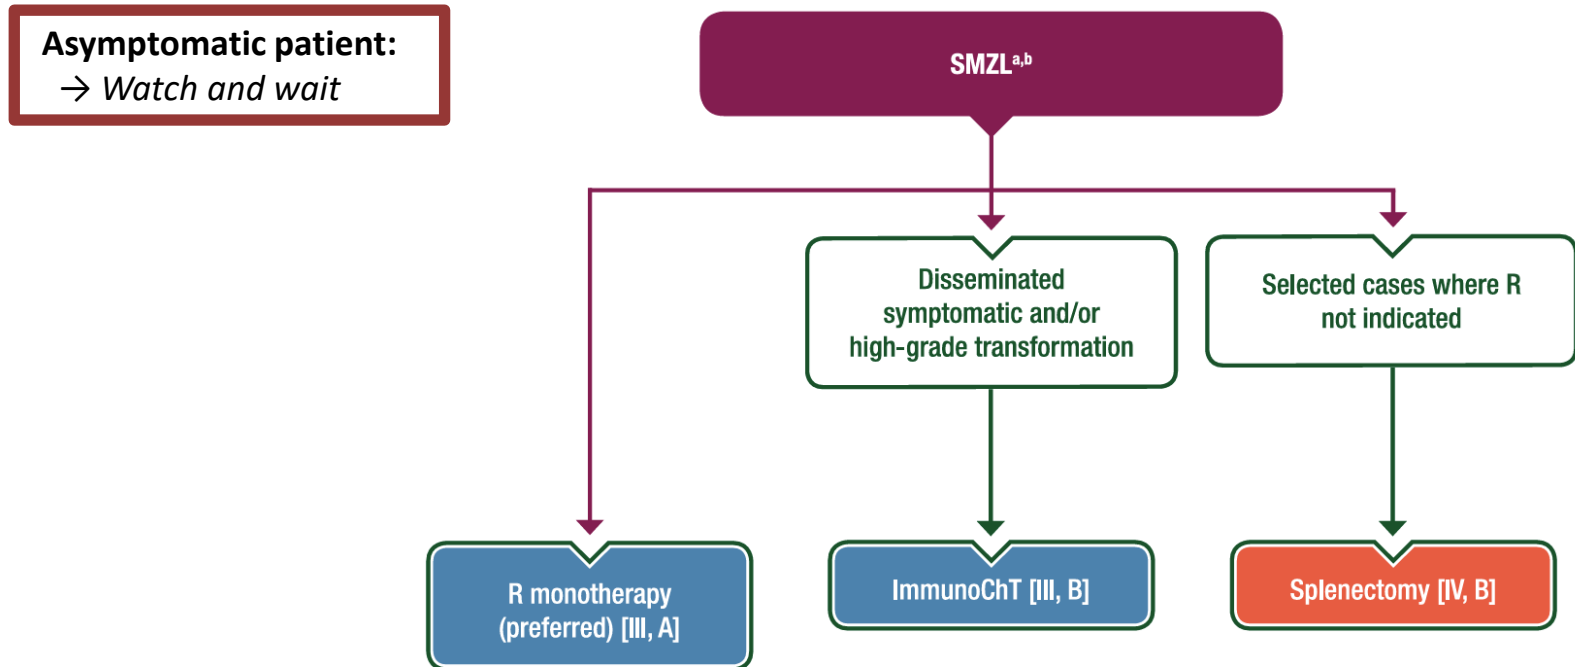 Asymptomatic patient:
→ Watch and wait
SMZLa,b
Disseminated
symptomatic and/or
high-grade transformation
Selected cases where R
not indicated
R monotherapy
(preferred) [III, A]
ImmunoChT [III, B]
Splenectomy [IV, B]